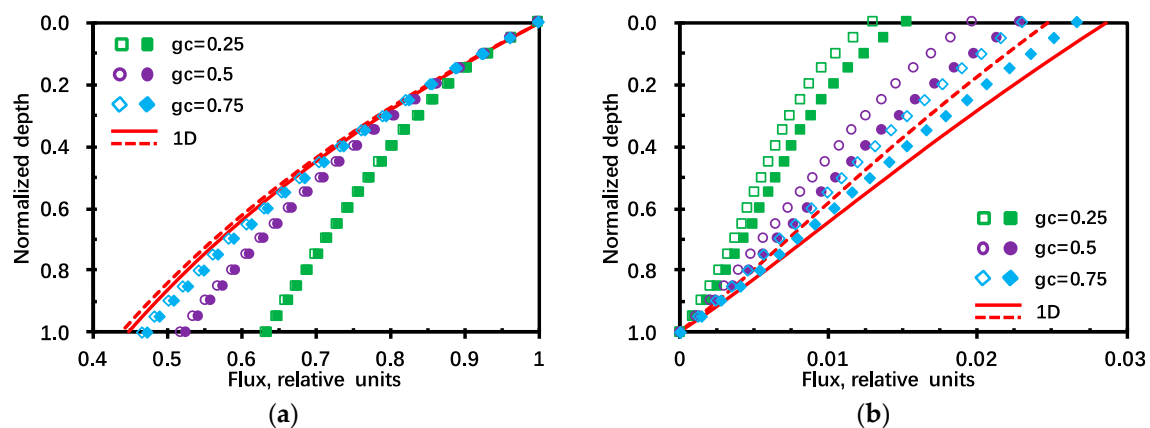 0.0
0.2
0.4
0.6
0.8
1.0
Normalized depth
gc=0.25
gc=0.5
gc=0.75
1D
0.4 0.5 0.6 0.7 0.8 0.9 1
Flux, relative units
(a)
0.0
0.2
0.4
0.6
0.8
1.0
Normalized depth
gc=0.25
gc=0.5
gc=0.75
1D
0 0.01 0.02 0.03
Flux, relative units
(b)